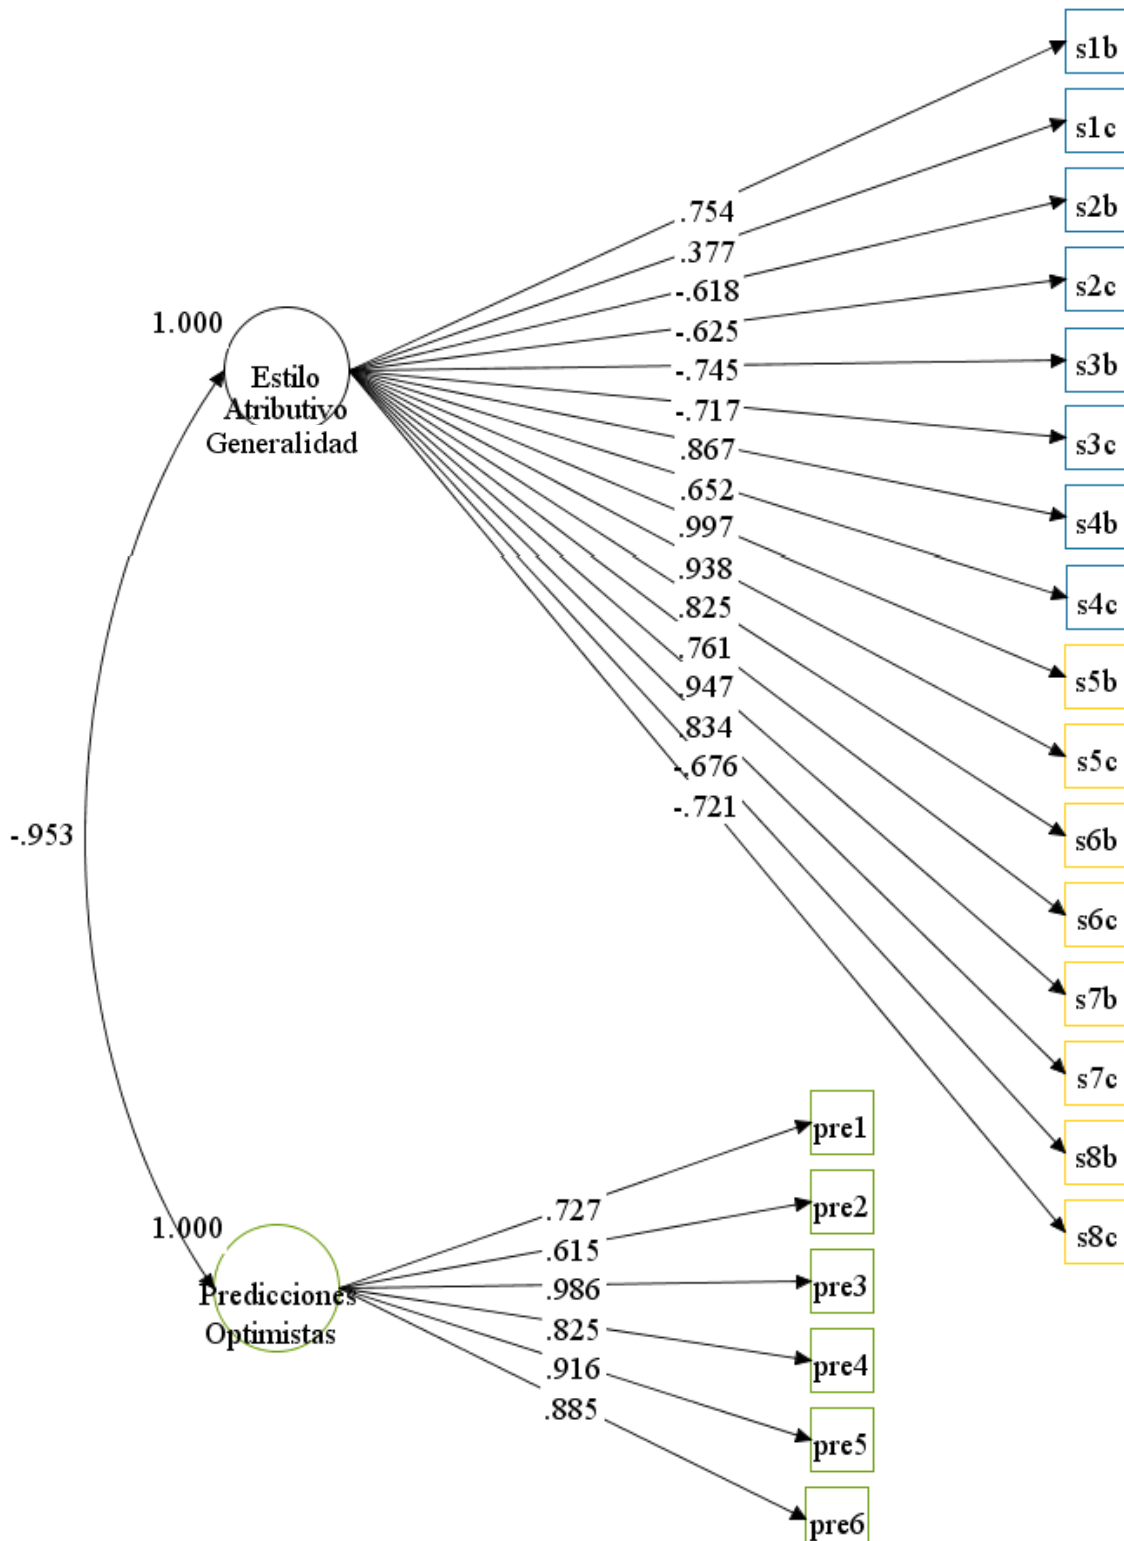 s1b
s1c
s2b
s2c
s3b
s3c
s4b
s4c
s5b
s5c
s6b
s6c
s7b
s7c
s8b
s8c
.754
.377
-.618
-.625
-.745
-.717
.867
.652
.997
.938
.825
.761
.947
.834
-.676
-.721
1.000
Estilo
Atributivo
Generalidad
-.953
1.000
Predicciones
Optimistas
.727
.615
.986
.825
.916
.885
pre1
pre2
pre3
pre4
pre5
pre6